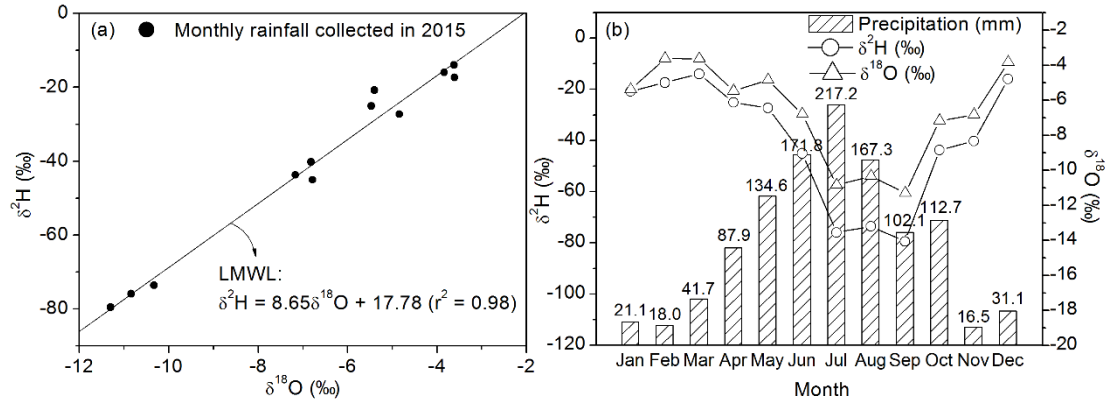 (a) ● Monthly rainfall collected in 2015
0
-20
-40
-60
-80
δ²H (‰)
LMWL:
δ²H = 8.65δ¹⁸O + 17.78 (r² = 0.98)
-12 -10 -8 -6 -4 -2
δ¹⁸O (‰)
(b) Precipitation (mm)
δ²H (‰)
δ¹⁸O (‰)
0
-20
-40
-60
-80
-100
-120
δ²H (‰)
21.1 18.0 41.7 87.9 134.6 171.8 217.2 167.3 102.1 112.7 16.5 31.1
-2
-4
-6
-8
-10
-12
-14
-16
-18
-20
δ¹⁸O (‰)
Jan Feb Mar Apr May Jun Jul Aug Sep Oct Nov Dec
Month